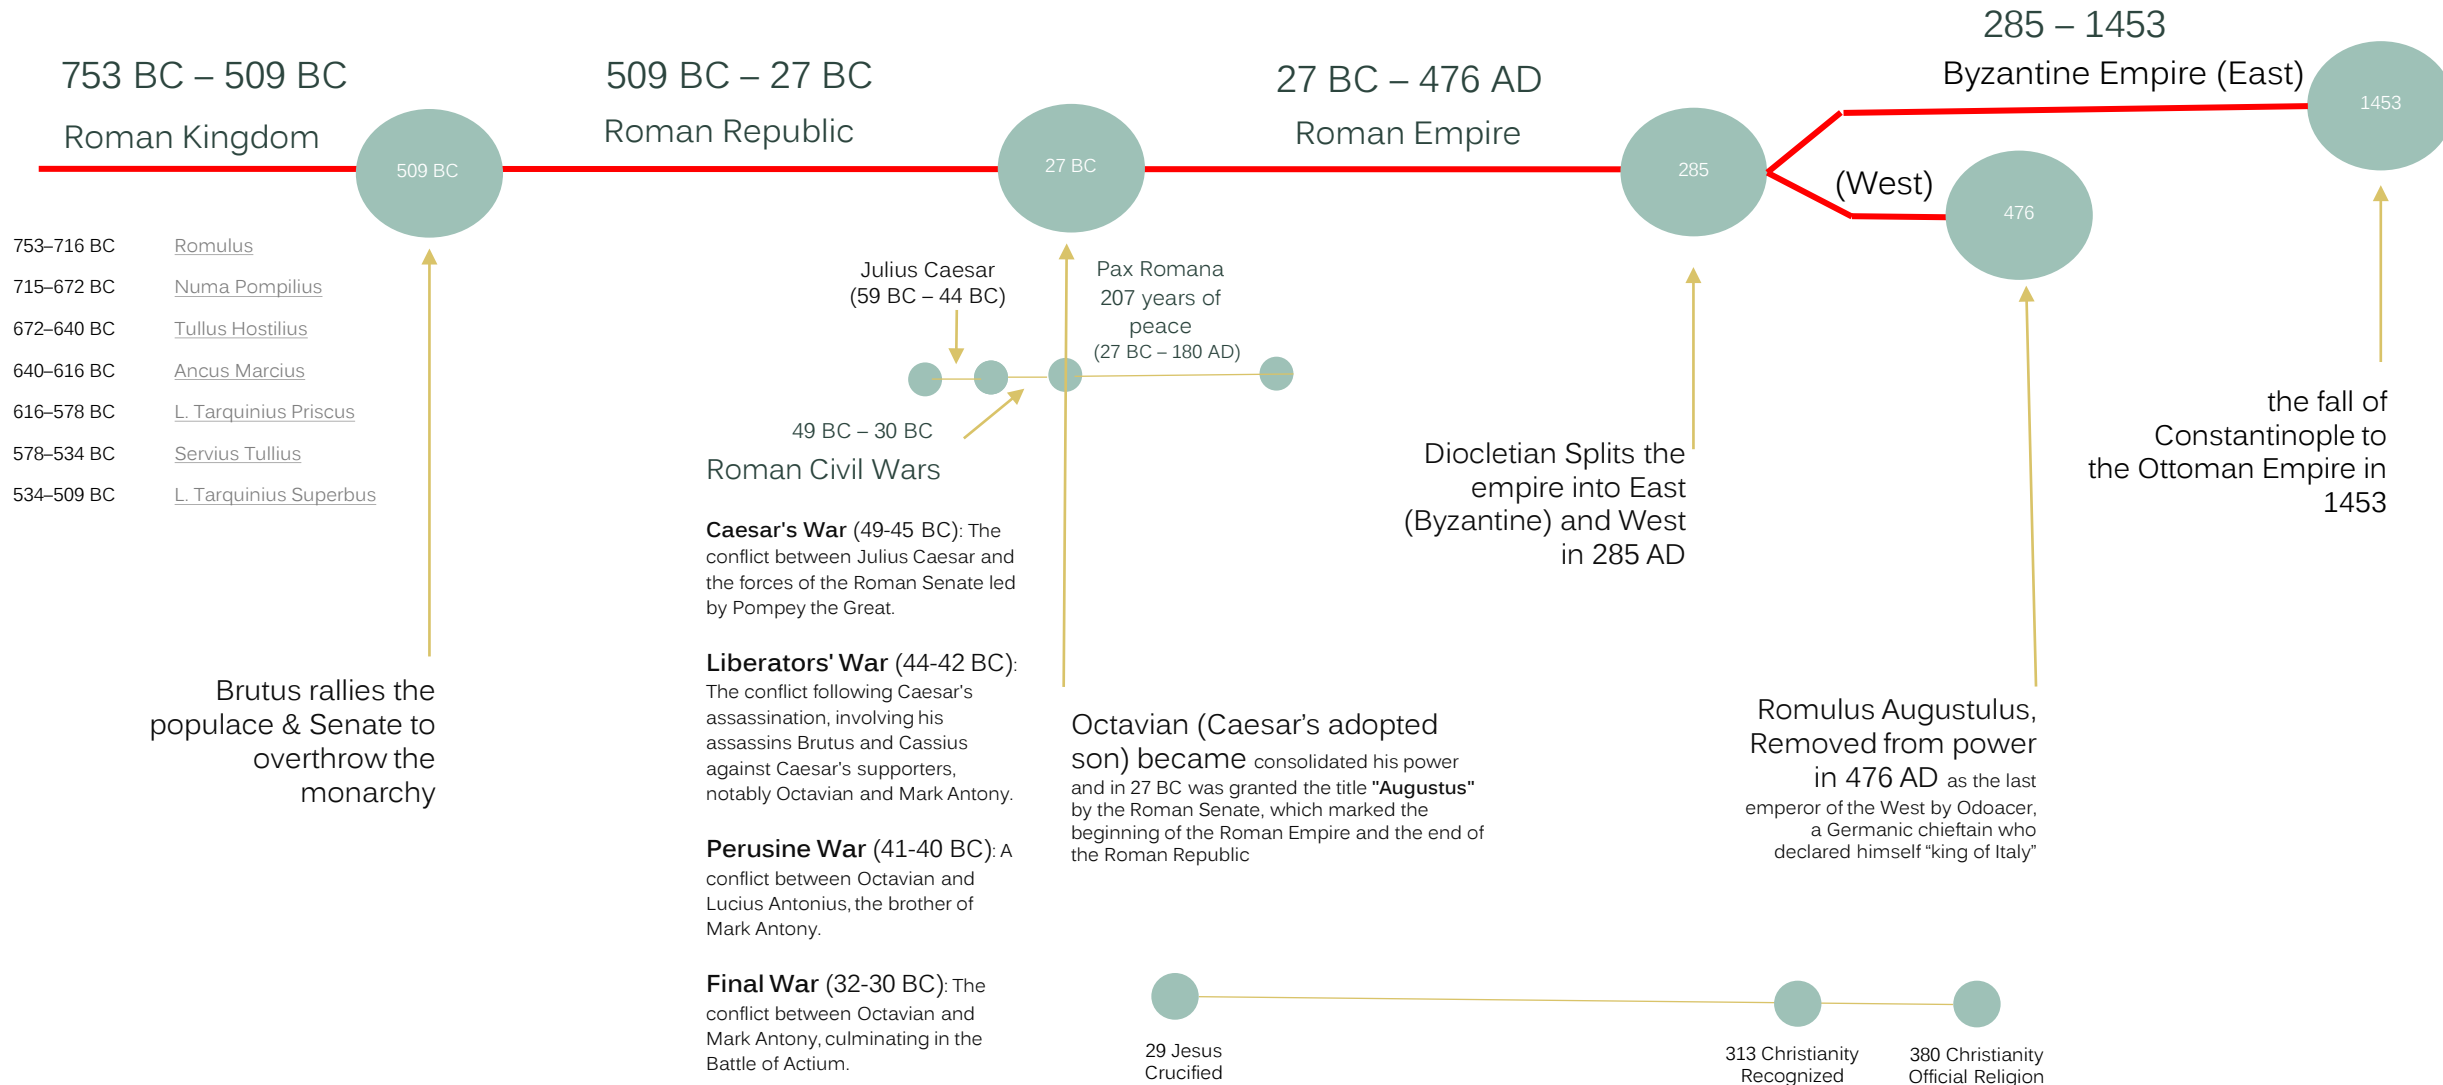 285 – 1453
Byzantine Empire (East)
753 BC – 509 BC
Roman Kingdom
509 BC – 27 BC
Roman Republic
27 BC – 476 AD
Roman Empire
(West)
509 BC
27 BC
285
476
1453
753–716 BC Romulus
715–672 BC Numa Pompilius
672–640 BC Tullus Hostilius
640–616 BC Ancus Marcius
616–578 BC L. Tarquinius Priscus
578–534 BC Servius Tullius
534–509 BC L. Tarquinius Superbus
Brutus rallies the
populace & Senate to
overthrow the
monarchy
Julius Caesar
(59 BC – 44 BC)
Pax Romana
207 years of
peace
(27 BC – 180 AD)
49 BC – 30 BC
Roman Civil Wars
Caesar's War (49-45 BC): The
conflict between Julius Caesar and
the forces of the Roman Senate led
by Pompey the Great.
Liberators' War (44-42 BC):
The conflict following Caesar's
assassination, involving his
assassins Brutus and Cassius
against Caesar's supporters,
notably Octavian and Mark Antony.
Perusine War (41-40 BC): A
conflict between Octavian and
Lucius Antonius, the brother of
Mark Antony.
Final War (32-30 BC): The
conflict between Octavian and
Mark Antony, culminating in the
Battle of Actium.
Octavian (Caesar’s adopted
son) became consolidated his power
and in 27 BC was granted the title "Augustus"
by the Roman Senate, which marked the
beginning of the Roman Empire and the end of
the Roman Republic
Diocletian Splits the
empire into East
(Byzantine) and West
in 285 AD
Romulus Augustulus,
Removed from power
in 476 AD as the last
emperor of the West by Odoacer,
a Germanic chieftain who
declared himself “king of Italy”
the fall of
Constantinople to
the Ottoman Empire in
1453
29 Jesus
Crucified
313 Christianity
Recognized
380 Christianity
Official Religion